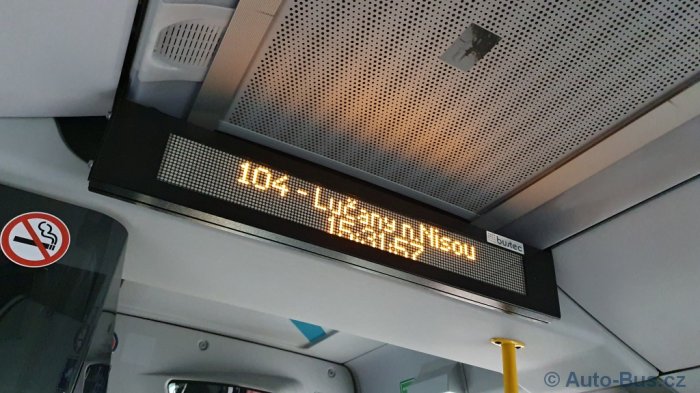 104 - Lučany n.Nisou
15:31:57
bustec
© Auto-Bus.cz